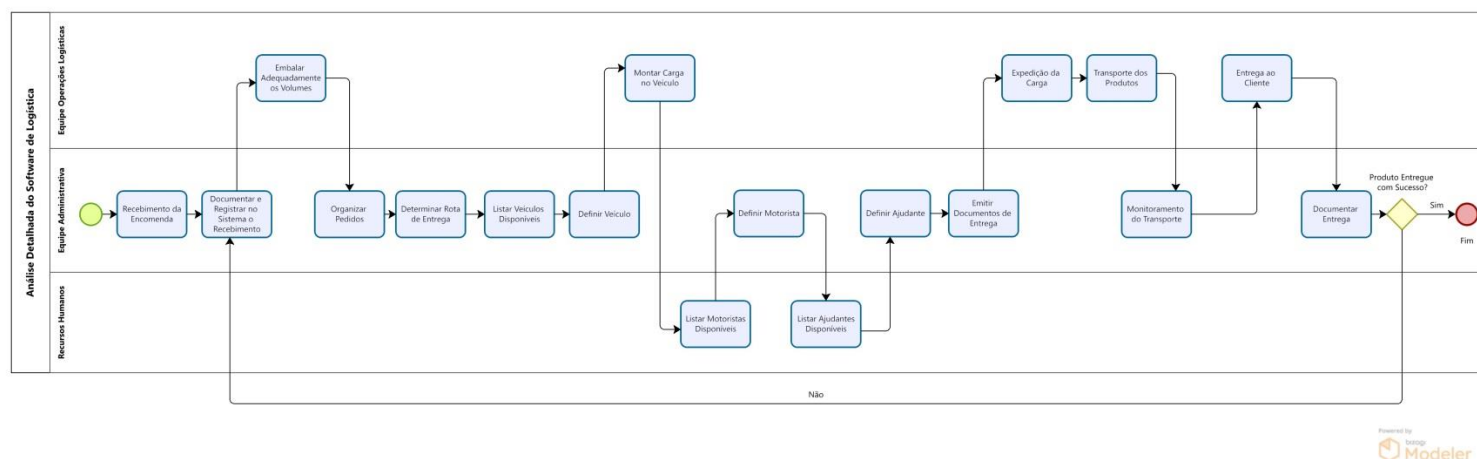 Análise Detalhada do Software de Logística
Equipe Operações Logísticas
Embalar
Adequadamente
os Volumes
Montar Carga
no Veículo
Expedição da
Carga
Transporte dos
Produtos
Entrega ao
Cliente
Equipe Administrativa
Recebimento da
Encomenda
Documentar e
Registrar no
Sistema o
Recebimento
Organizar
Pedidos
Determinar Rota
de Entrega
Listar Veículos
Disponíveis
Definir Veículo
Definir Motorista
Definir Ajudante
Emitir
Documentos de
Entrega
Monitoramento
do Transporte
Documentar
Entrega
Produto Entregue
com Sucesso?
Sim
Fim
Recursos Humanos
Listar Motoristas
Disponíveis
Listar Ajudantes
Disponíveis
Não
Powered by
bizagi
Modeler